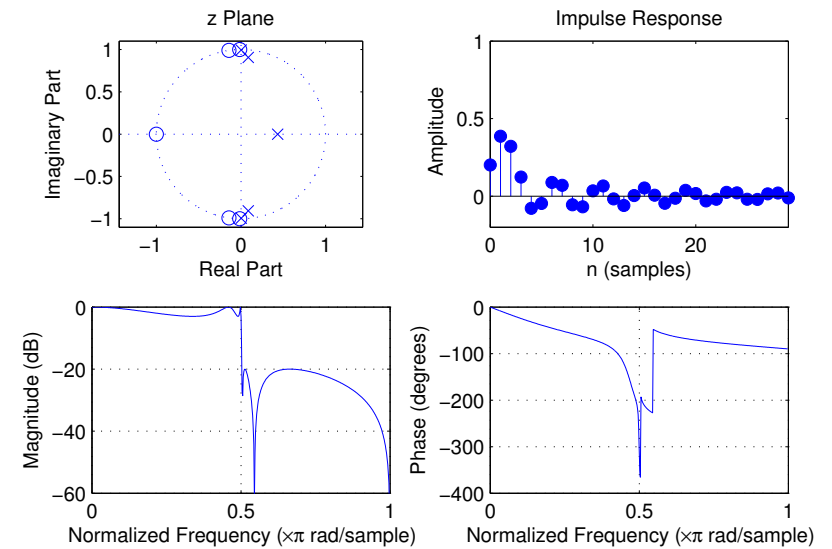 z Plane
1
0.5
0
−0.5
−1
−1
0
1
Imaginary Part
Real Part
Impulse Response
1
0.5
0
0
10
20
Amplitude
n (samples)
0
−20
−40
−60
0
0.5
1
Magnitude (dB)
Normalized Frequency (×π rad/sample)
0
−100
−200
−300
−400
0
0.5
1
Phase (degrees)
Normalized Frequency (×π rad/sample)